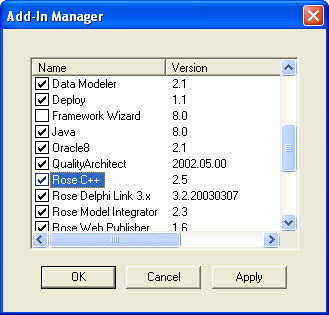 Add-In Manager
Name Version
Data Modeler 2.1
Deploy 1.1
Framework Wizard 8.0
Java 8.0
Oracle8 2.1
QualityArchitect 2002.05.00
Rose C++ 2.5
Rose Delphi Link 3.x 3.2.20030307
Rose Model Integrator 2.3
Rose Web Publisher 1.6
OK Cancel Apply